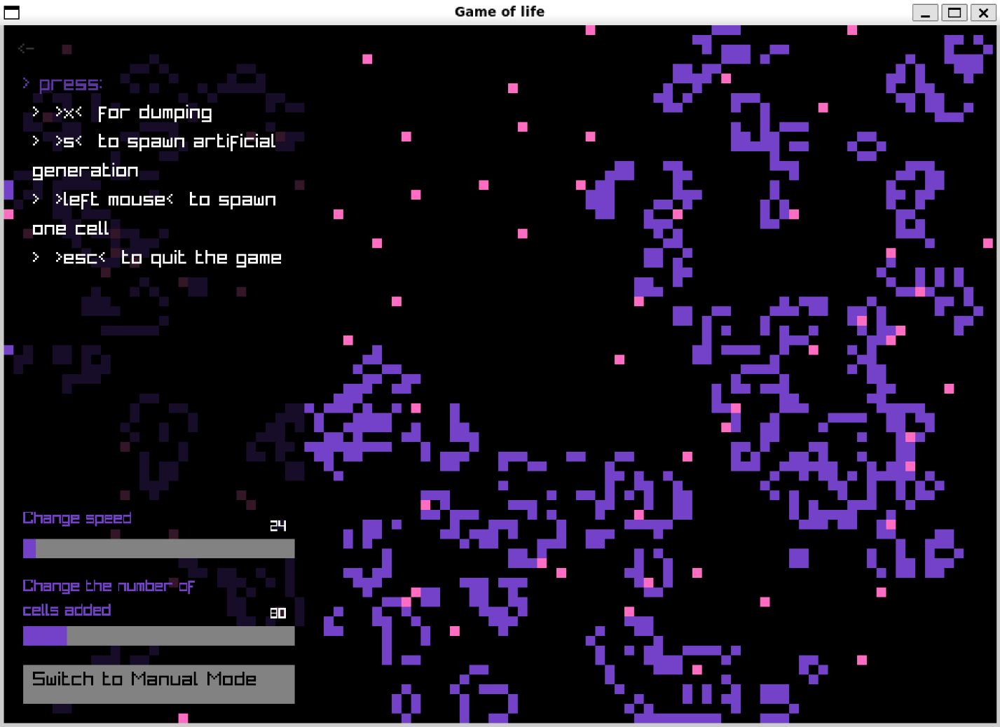 Game of life
<-
> press:
> >x< for dumping
> >s< to spawn artificial
generation
> >left mouse< to spawn
one cell
> >esc< to quit the game
Change speed
24
Change the number of
cells added
80
Switch to Manual Mode